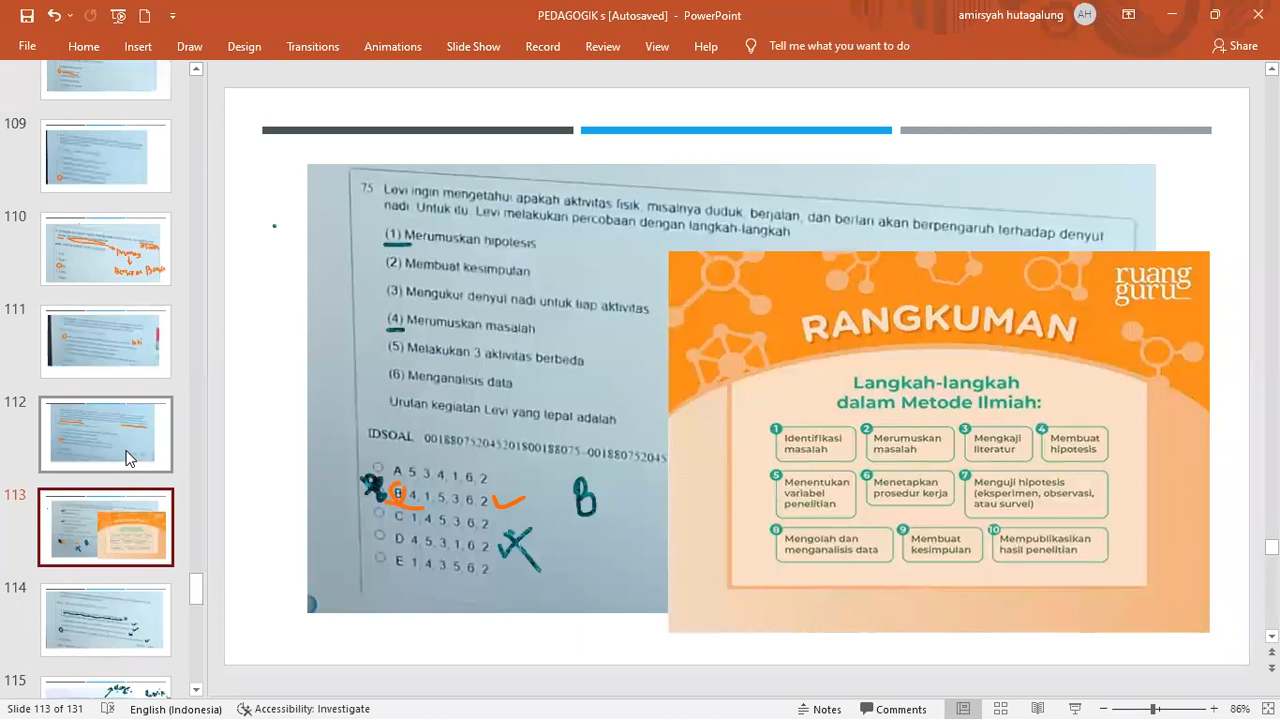 PEDAGOGIK s [Autosaved] - PowerPoint
amirsyah hutagalung
AH
File
Home
Insert
Draw
Design
Transitions
Animations
Slide Show
Record
Review
View
Help
Tell me what you want to do
Share
109
110
111
112
113
114
115
75 Levi ingin mengetahui apakah aktivitas fisik, misalnya duduk, berjalan, dan berlari akan berpengaruh terhadap denyut
nadi. Untuk itu, Levi melakukan percobaan dengan langkah-langkah
(1) Merumuskan hipotesis
(2) Membuat kesimpulan
(3) Mengukur denyut nadi untuk tiap aktivitas
(4) Merumuskan masalah
(5) Melakukan 3 aktivitas berbeda
(6) Menganalisis data
Urutan kegiatan Levi yang tepat adalah
IDSOAL
A 5, 3, 4, 1, 6, 2
B 4, 1, 5, 3, 6, 2
C 1, 4, 5, 3, 6, 2
D 4, 5, 3, 1, 6, 2
E 1, 4, 3, 5, 6, 2
B
ruang
guru
RANGKUMAN
Langkah-langkah
dalam Metode Ilmiah:
1 Identifikasi masalah
2 Merumuskan masalah
3 Mengkaji literatur
4 Membuat hipotesis
5 Menentukan variabel penelitian
6 Menetapkan prosedur kerja
7 Menguji hipotesis (eksperimen, observasi, atau survei)
8 Mengolah dan menganalisis data
9 Membuat kesimpulan
10 Mempublikasikan hasil penelitian
Slide 113 of 131
English (Indonesia)
Accessibility: Investigate
Notes
Comments
86%